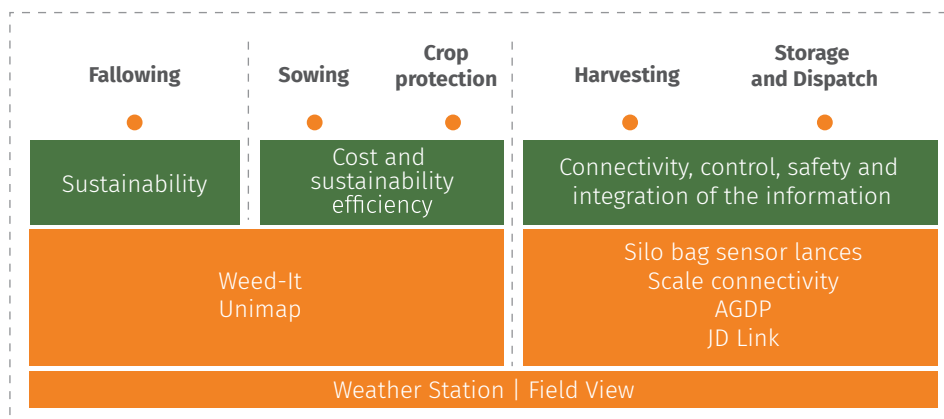 Fallowing
Sowing
Crop
protection
Harvesting
Storage
and Dispatch
Sustainability
Cost and
sustainability
efficiency
Connectivity, control, safety and
integration of the information
Weed-It
Unimap
Silo bag sensor lances
Scale connectivity
AGDP
JD Link
Weather Station | Field View